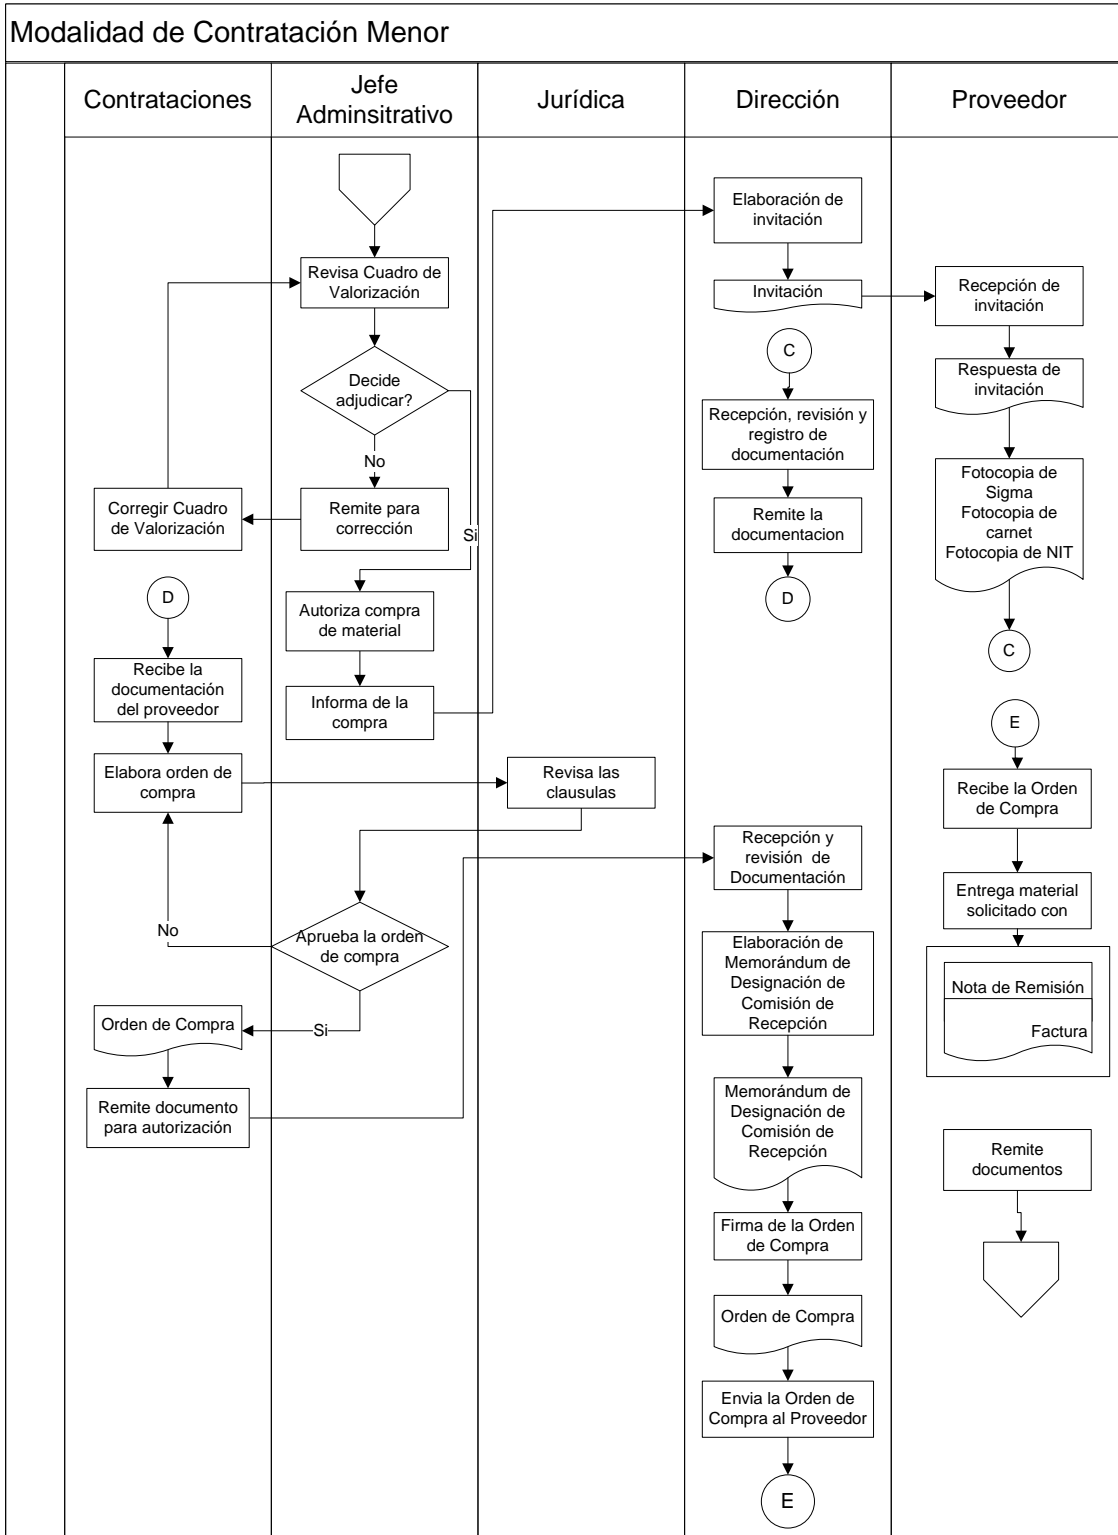 Modalidad de Contratación Menor
Contrataciones
Jefe
Adminsitrativo
Jurídica
Dirección
Proveedor
Revisa Cuadro de
Valorización
Decide
adjudicar?
No
Si
Remite para
corrección
Corregir Cuadro
de Valorización
Autoriza compra
de material
Informa de la
compra
Elaboración de
invitación
Invitación
Recepción de
invitación
Respuesta de
invitación
Fotocopia de
Sigma
Fotocopia de
carnet
Fotocopia de NIT
C
C
Recepción, revisión y
registro de
documentación
Remite la
documentacion
D
D
Recibe la
documentación
del proveedor
Elabora orden de
compra
Revisa las
clausulas
Aprueba la orden
de compra
No
Si
Orden de Compra
Remite documento
para autorización
Recepción y
revisión de
Documentación
Elaboración de
Memorándum de
Designación de
Comisión de
Recepción
Memorándum de
Designación de
Comisión de
Recepción
Firma de la Orden
de Compra
Orden de Compra
Envia la Orden de
Compra al Proveedor
E
E
Recibe la Orden
de Compra
Entrega material
solicitado con
Nota de Remisión
Factura
Remite
documentos